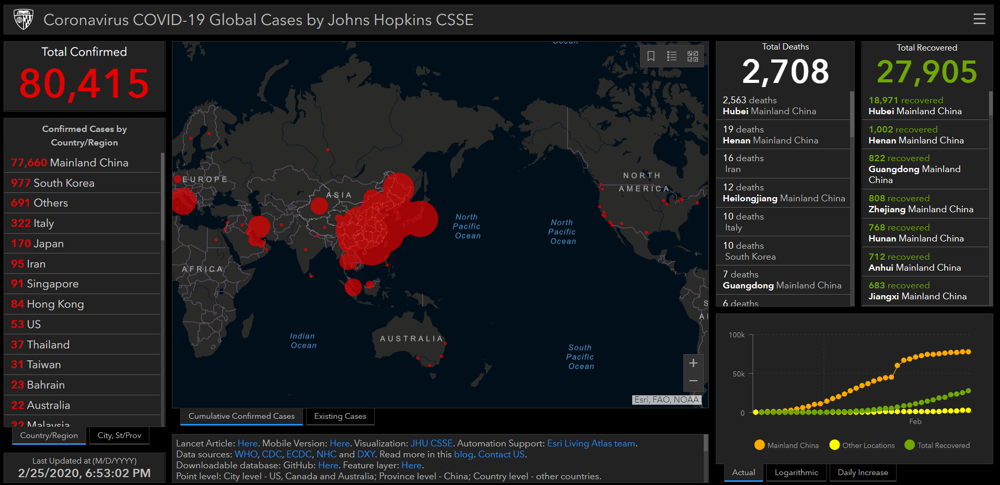 Coronavirus COVID-19 Global Cases by Johns Hopkins CSSE
Total Confirmed
80,415
Confirmed Cases by
Country/Region
77,660 Mainland China
977 South Korea
691 Others
322 Italy
170 Japan
95 Iran
91 Singapore
84 Hong Kong
53 US
37 Thailand
31 Taiwan
23 Bahrain
22 Australia
22 Malaysia
Country/Region
City, St/Prov
Last Updated at (M/D/YYYY)
2/25/2020, 6:53:02 PM
Ocean
EUROPE
ASIA
NORTH
AMERICA
North
Pacific
Ocean
North
Pacific
Ocean
AFRICA
Indian
Ocean
AUSTRALIA
South
Pacific
Ocean
S
A
Esri, FAO, NOAA
Cumulative Confirmed Cases
Existing Cases
Lancet Article: Here. Mobile Version: Here. Visualization: JHU CSSE. Automation Support: Esri Living Atlas team.
Data sources: WHO, CDC, ECDC, NHC and DXY. Read more in this blog. Contact US.
Downloadable database: GitHub: Here. Feature layer: Here.
Point level: City level - US, Canada and Australia; Province level - China; Country level - other countries.
Total Deaths
2,708
2,563 deaths
Hubei Mainland China
19 deaths
Henan Mainland China
16 deaths
Iran
12 deaths
Heilongjiang Mainland China
10 deaths
Italy
10 deaths
South Korea
7 deaths
Guangdong Mainland China
6 deaths
Total Recovered
27,905
18,971 recovered
Hubei Mainland China
1,002 recovered
Henan Mainland China
822 recovered
Guangdong Mainland
China
808 recovered
Zhejiang Mainland China
768 recovered
Hunan Mainland China
712 recovered
Anhui Mainland China
683 recovered
Jiangxi Mainland China
100k
50k
0
Feb
Mainland China
Other Locations
Total Recovered
Actual
Logarithmic
Daily Increase